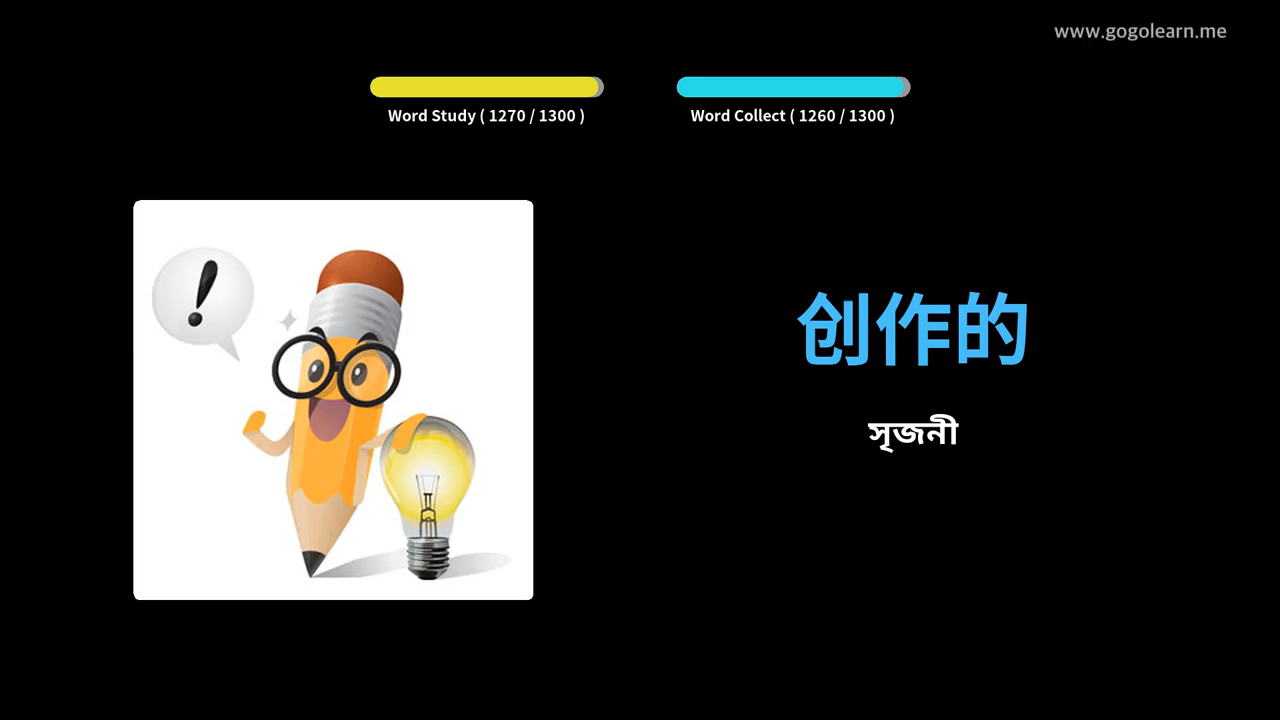 www.gogolearn.me
Word Study ( 1270 / 1300 )
Word Collect ( 1260 / 1300 )
!
创作的
সৃজনী